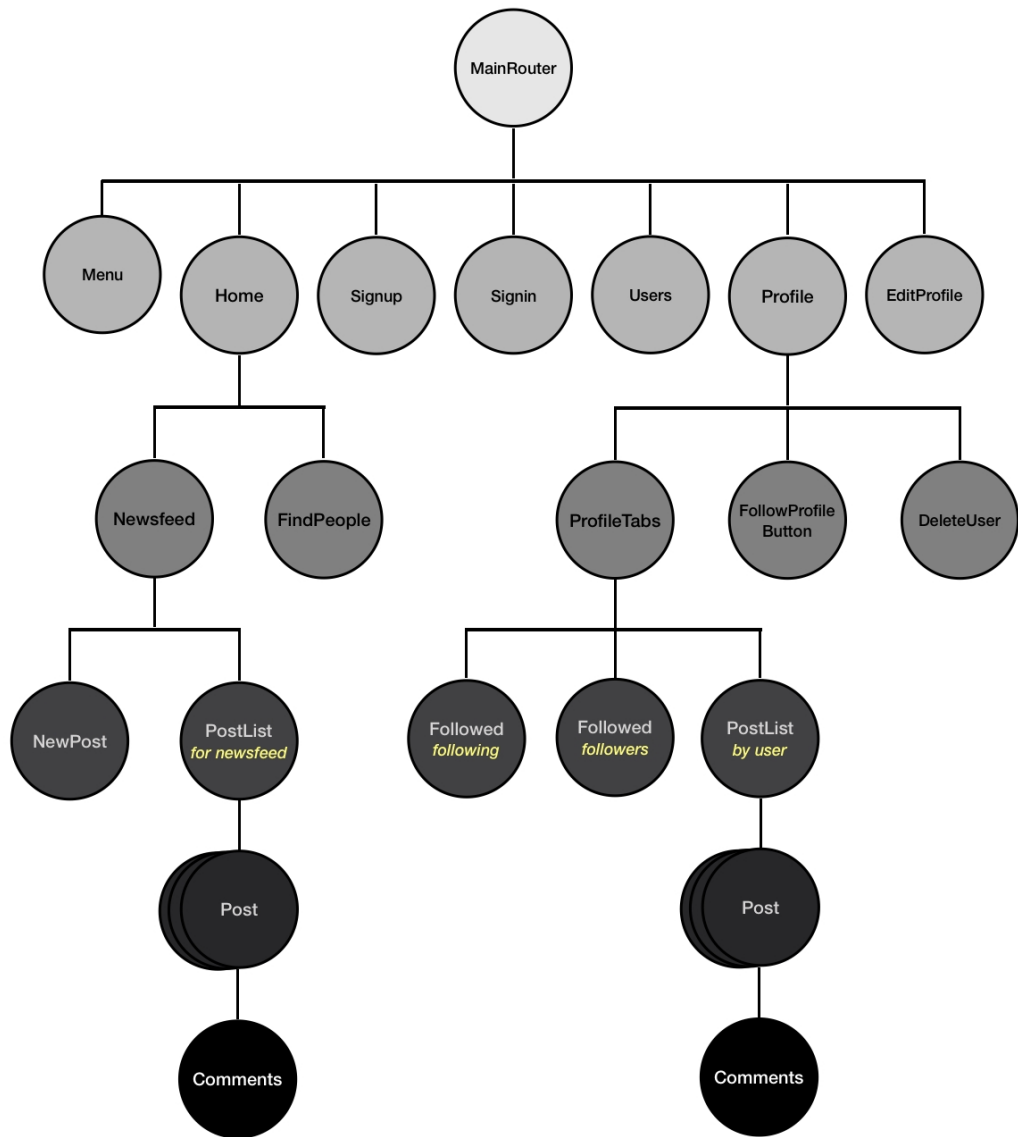 MainRouter
Menu
Home
Signup
Signin
Users
Profile
EditProfile
Newsfeed
FindPeople
ProfileTabs
FollowProfile
Button
DeleteUser
NewPost
PostList
for newsfeed
Followed
following
Followed
followers
PostList
by user
Post
Post
Comments
Comments